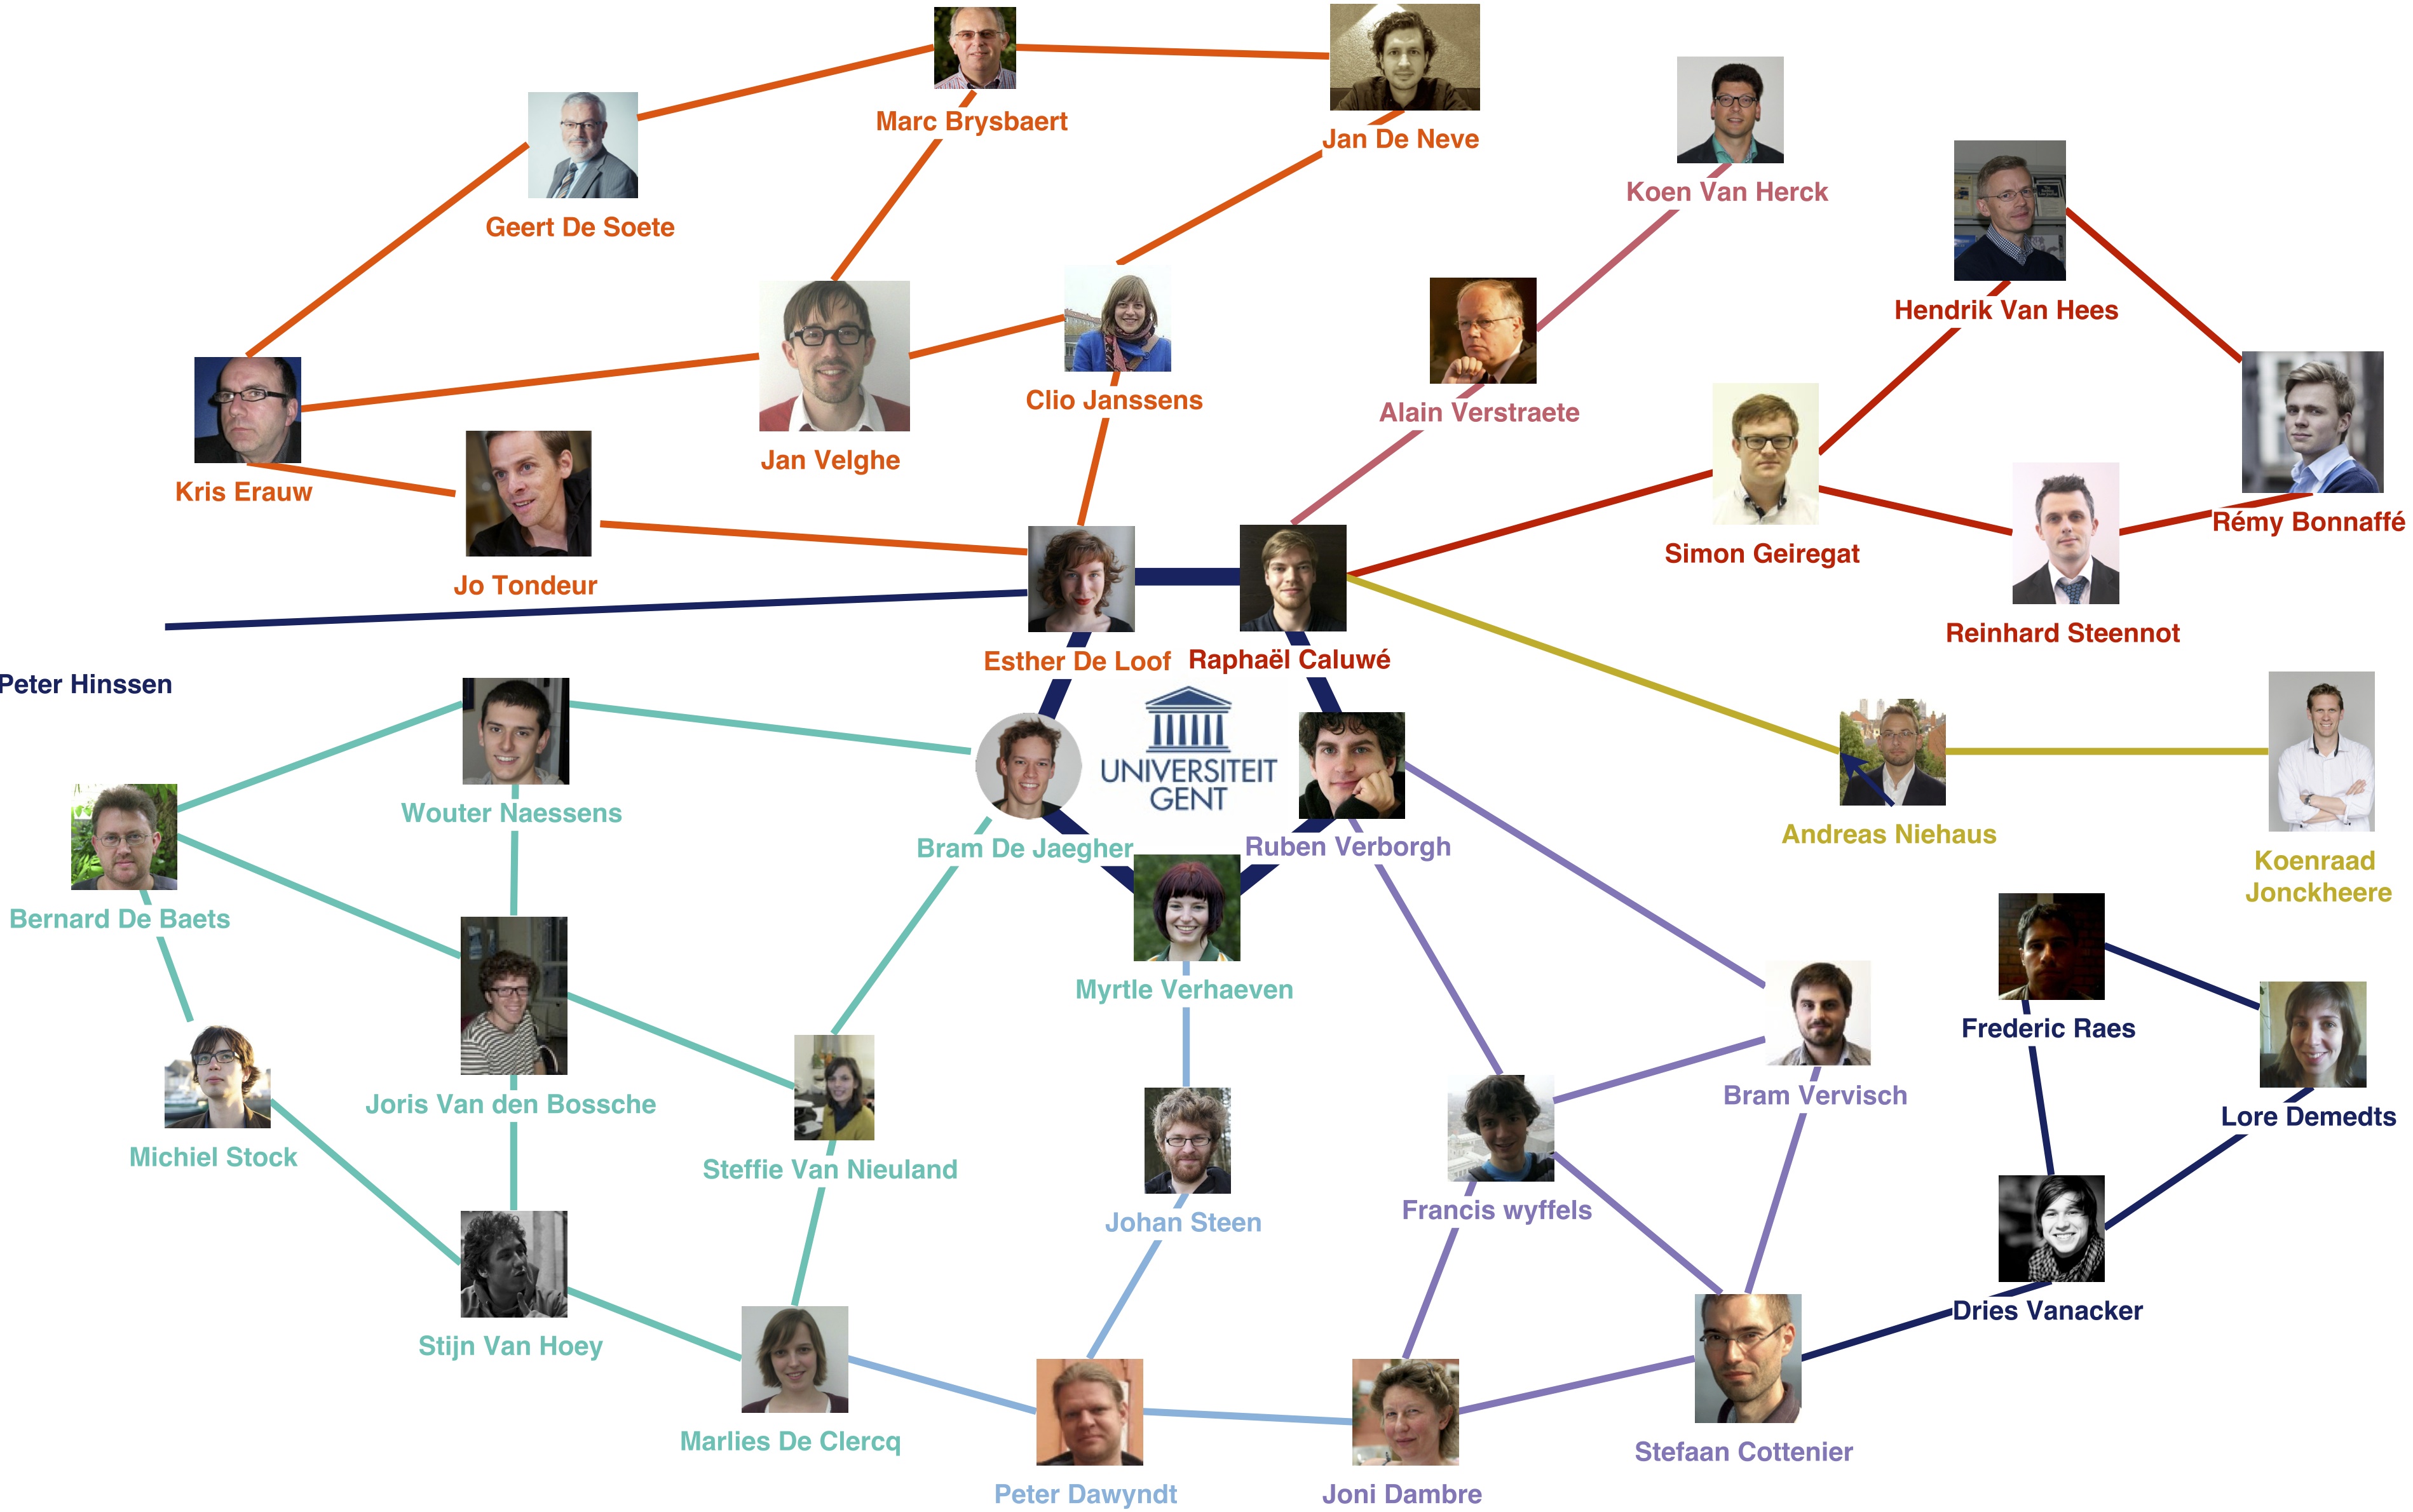 Marc Brysbaert
Jan De Neve
Koen Van Herck
Geert De Soete
Hendrik Van Hees
Clio Janssens
Alain Verstraete
Jan Velghe
Kris Erauw
Rémy Bonnaffé
Simon Geiregat
Jo Tondeur
Reinhard Steennot
Esther De Loof
Raphaël Caluwé
Peter Hinssen
UNIVERSITEIT
GENT
Wouter Naessens
Bram De Jaegher
Ruben Verborgh
Andreas Niehaus
Koenraad
Jonckheere
Bernard De Baets
Myrtle Verhaeven
Frederic Raes
Joris Van den Bossche
Bram Vervisch
Lore Demedts
Michiel Stock
Steffie Van Nieuland
Johan Steen
Francis wyffels
Dries Vanacker
Stijn Van Hoey
Marlies De Clercq
Stefaan Cottenier
Peter Dawyndt
Joni Dambre